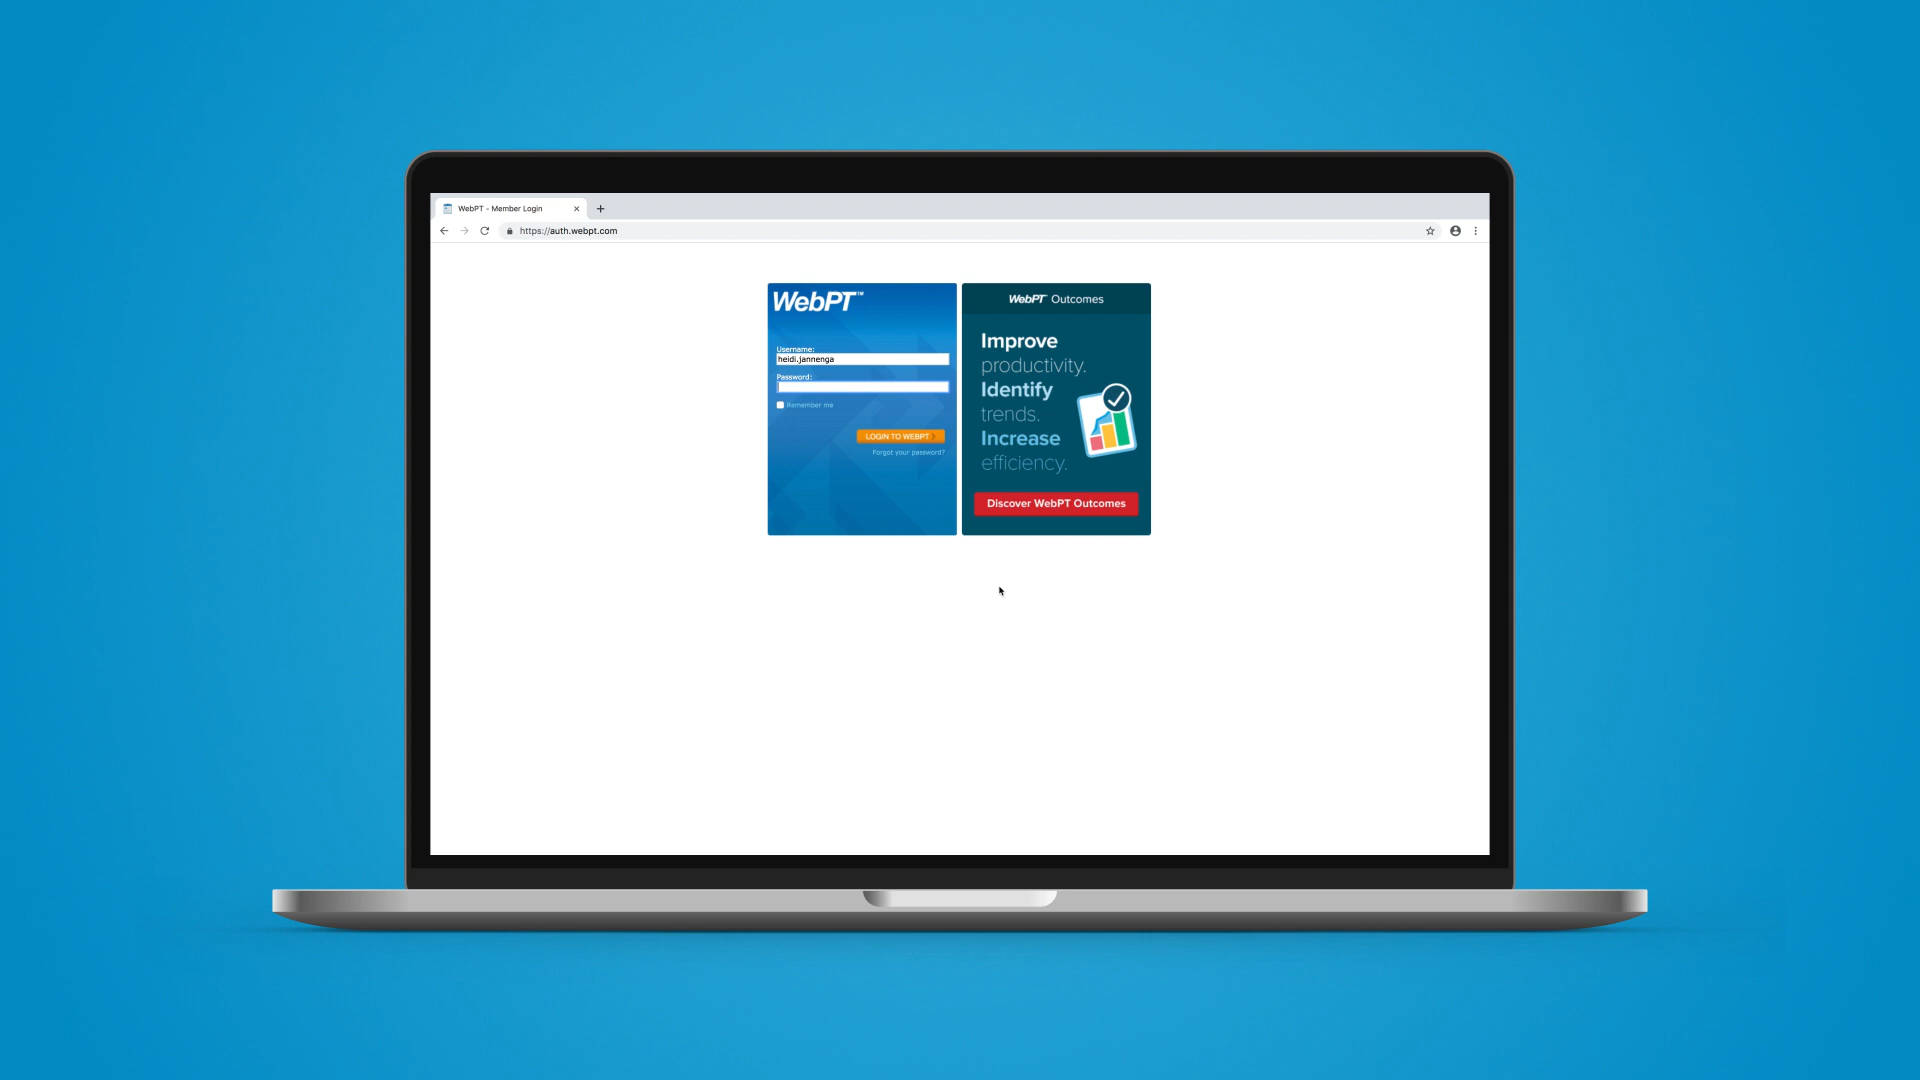 WebPT - Member Login
https://auth.webpt.com
WebPT™
Username:
heidi.jannenga
Password:
Remember me
LOGIN TO WEBPT
Forgot your password?
WebPT Outcomes
Improve
productivity.
Identify
trends.
Increase
efficiency.
Discover WebPT Outcomes